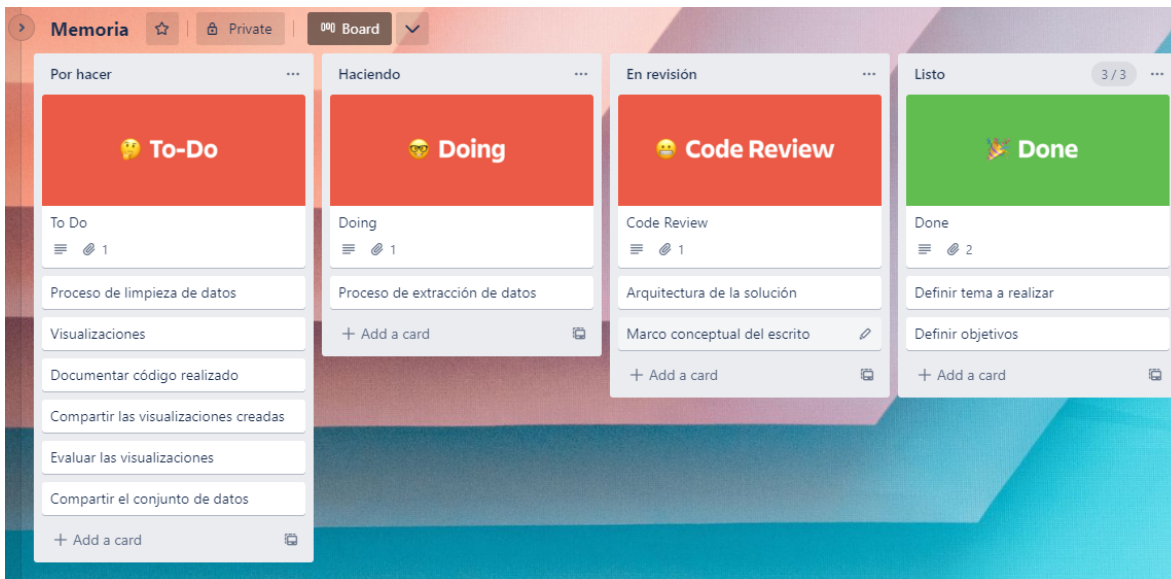 Memoria
Private
Board
Por hacer
To-Do
To Do
1
Proceso de limpieza de datos
Visualizaciones
Documentar código realizado
Compartir las visualizaciones creadas
Evaluar las visualizaciones
Compartir el conjunto de datos
+ Add a card
Haciendo
Doing
Doing
1
Proceso de extracción de datos
+ Add a card
En revisión
Code Review
Code Review
1
Arquitectura de la solución
Marco conceptual del escrito
+ Add a card
Listo
3 / 3
Done
Done
2
Definir tema a realizar
Definir objetivos
+ Add a card